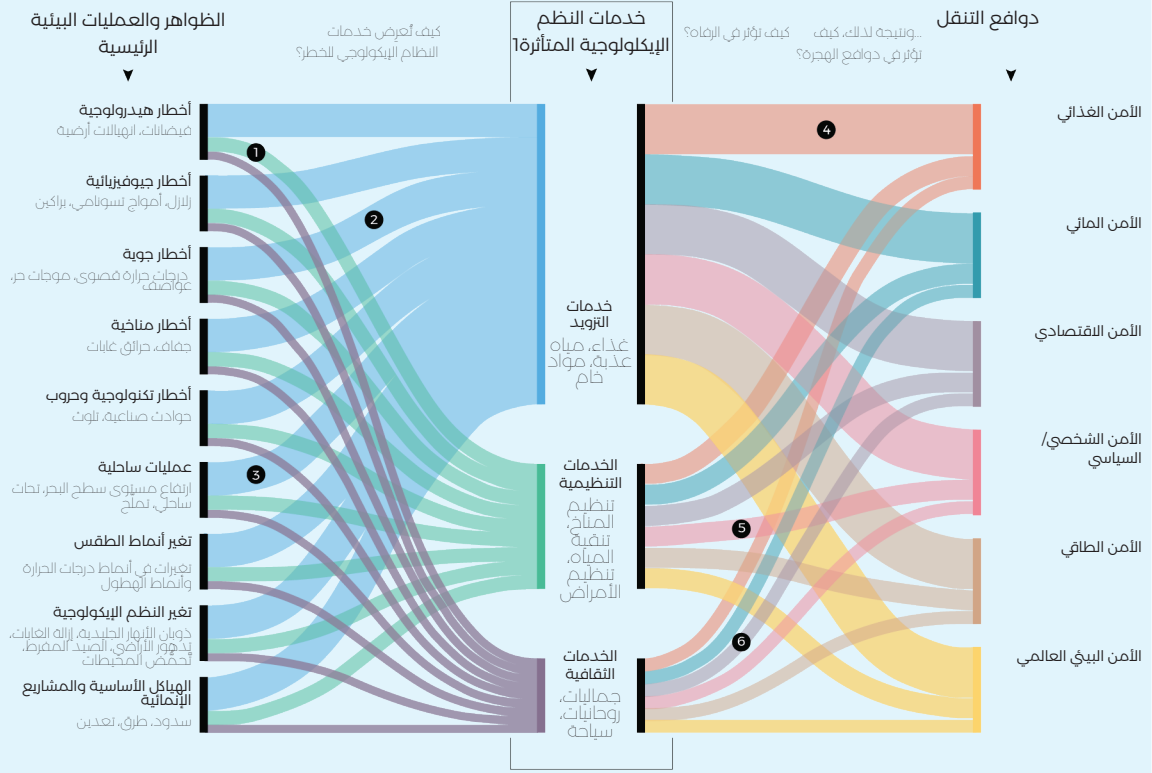 الظواهر والعمليات البيئية
الرئيسية
كيف تُعرِض خدمات
النظام الإيكولوجي للخطر؟
خدمات النظم
الإيكلولوجية المتأثرة1
كيف تؤثر في الرفاه؟
...ونتيجة لذلك، كيف
تؤثر في دوافع الهجرة؟
دوافع التنقل
أخطار هيدرولوجية
فيضانات، انهيالات أرضية
أخطار جيوفيزيائية
زلازل، أمواج تسونامي، براكين
أخطار جوية
درجات حرارة قصوى، موجات حر،
عواصف
أخطار مناخية
جفاف، حرائق غابات
أخطار تكنولوجية وحروب
حوادث صناعية، تلوث
عمليات ساحلية
ارتفاع مستوى سطح البحر، تحات
ساحلي، تملّح
تغير أنماط الطقس
تغيرات في أنماط درجات الحرارة
وأنماط الهطول
تغير النظم الإيكولوجية
ذوبان الأنهار الجليدية، إزالة الغابات،
تدهور الأراضي، الصيد المفرط،
تحمّض المحيطات
الهياكل الأساسية والمشاريع
الإنمائية
سدود، طرق، تعدين
1
2
3
خدمات
التزويد
غذاء، مياه
عذبة، مواد
خام
الخدمات
التنظيمية
تنظيم
المناخ،
تنقية
المياه،
تنظيم
الأمراض
الخدمات
الثقافية
جماليات،
روحانيات،
سياحة
4
5
6
الأمن الغذائي
الأمن المائي
الأمن الاقتصادي
الأمن الشخصي/
السياسي
الأمن الطاقي
الأمن البيئي العالمي